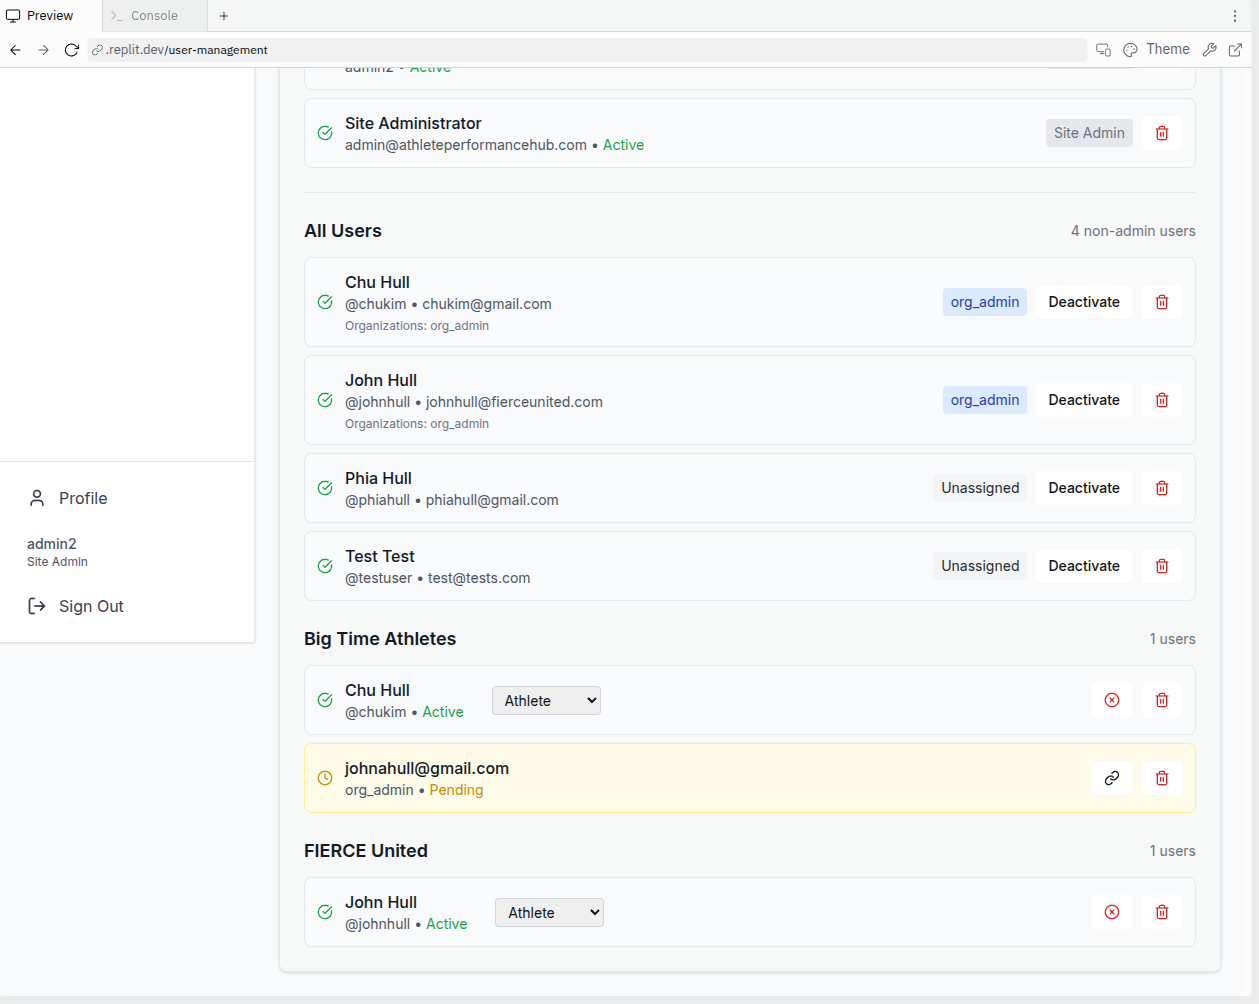 Preview
Console
.replit.dev/user-management
Theme
admin2 • Active
Site Administrator
admin@athleteperformancehub.com • Active
Site Admin
All Users
4 non-admin users
Chu Hull
@chukim • chukim@gmail.com
Organizations: org_admin
org_admin
Deactivate
John Hull
@johnhull • johnhull@fierceunited.com
Organizations: org_admin
org_admin
Deactivate
Phia Hull
@phiahull • phiahull@gmail.com
Unassigned
Deactivate
Test Test
@testuser • test@tests.com
Unassigned
Deactivate
Profile
admin2
Site Admin
Sign Out
Big Time Athletes
1 users
Chu Hull
@chukim • Active
Athlete
johnahull@gmail.com
org_admin • Pending
FIERCE United
1 users
John Hull
@johnhull • Active
Athlete